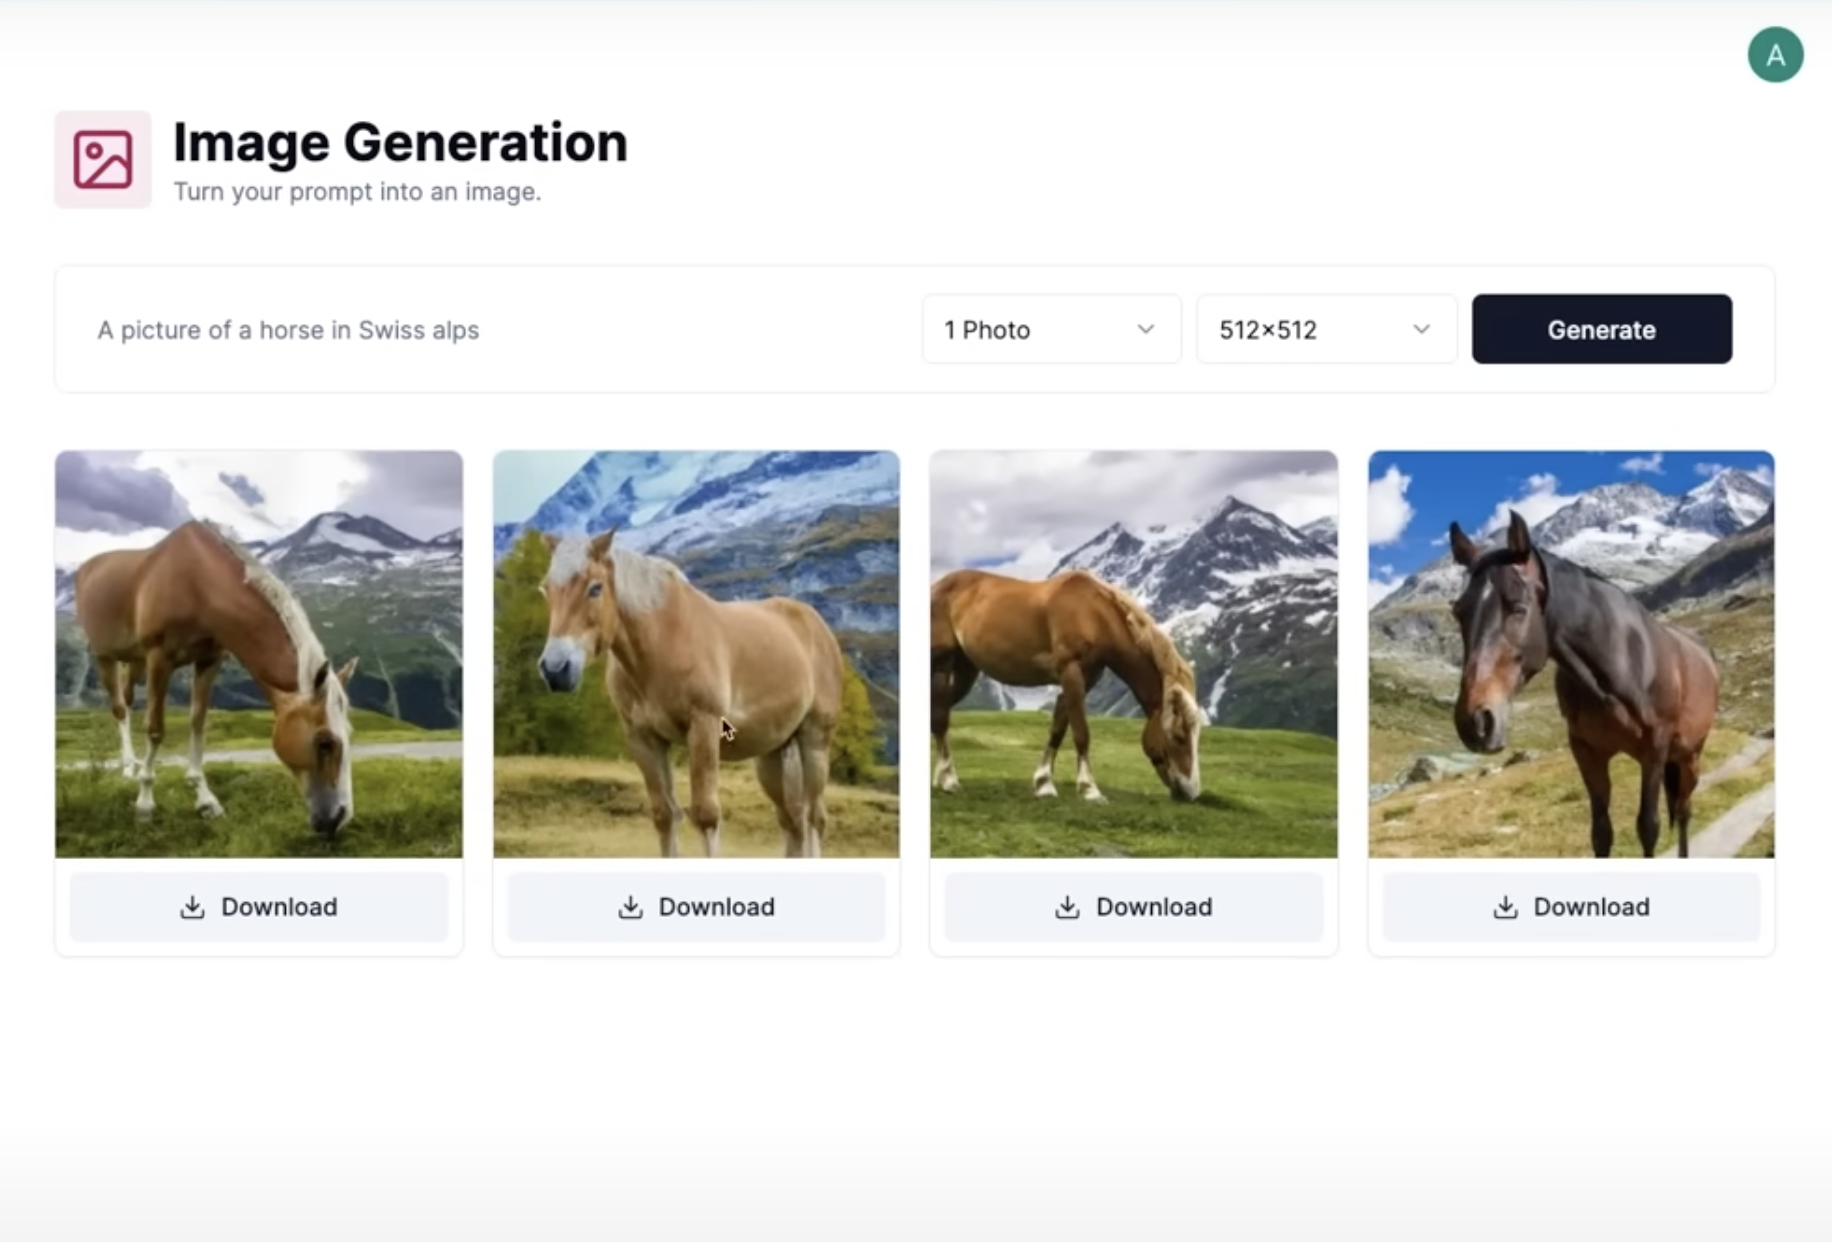 A
Image Generation
Turn your prompt into an image.
A picture of a horse in Swiss alps
1 Photo
512×512
Generate
Download
Download
Download
Download